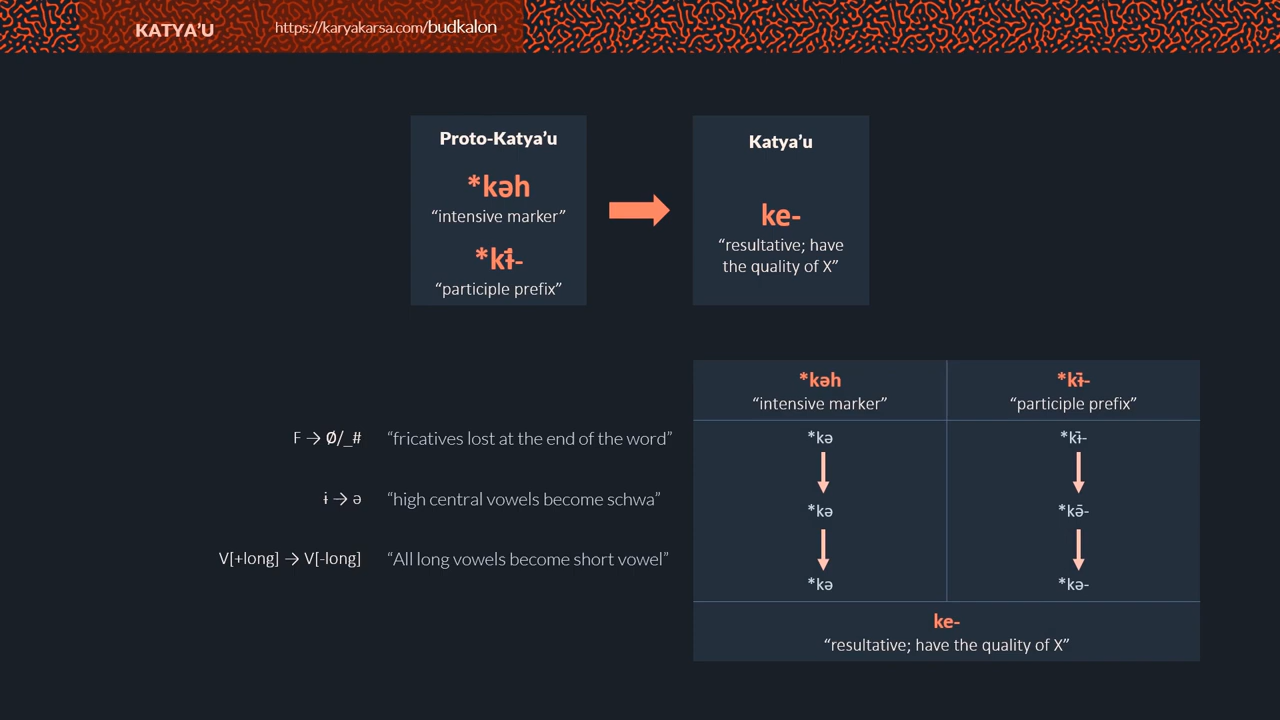 KATYA'U
https://karyakarsa.com/budkalon
Proto-Katya’u
*kəh
“intensive marker”
*kɨ̄-
“participle prefix”
Katya’u
ke-
“resultative; have
the quality of X”
F → Ø/_# “fricatives lost at the end of the word”
ɨ → ə “high central vowels become schwa”
V[+long] → V[-long] “All long vowels become short vowel”
*kəh
“intensive marker”
*kɨ̄-
“participle prefix”
*kə *kɨ̄-
*kə *kə̄-
*kə *kə-
ke-
“resultative; have the quality of X”